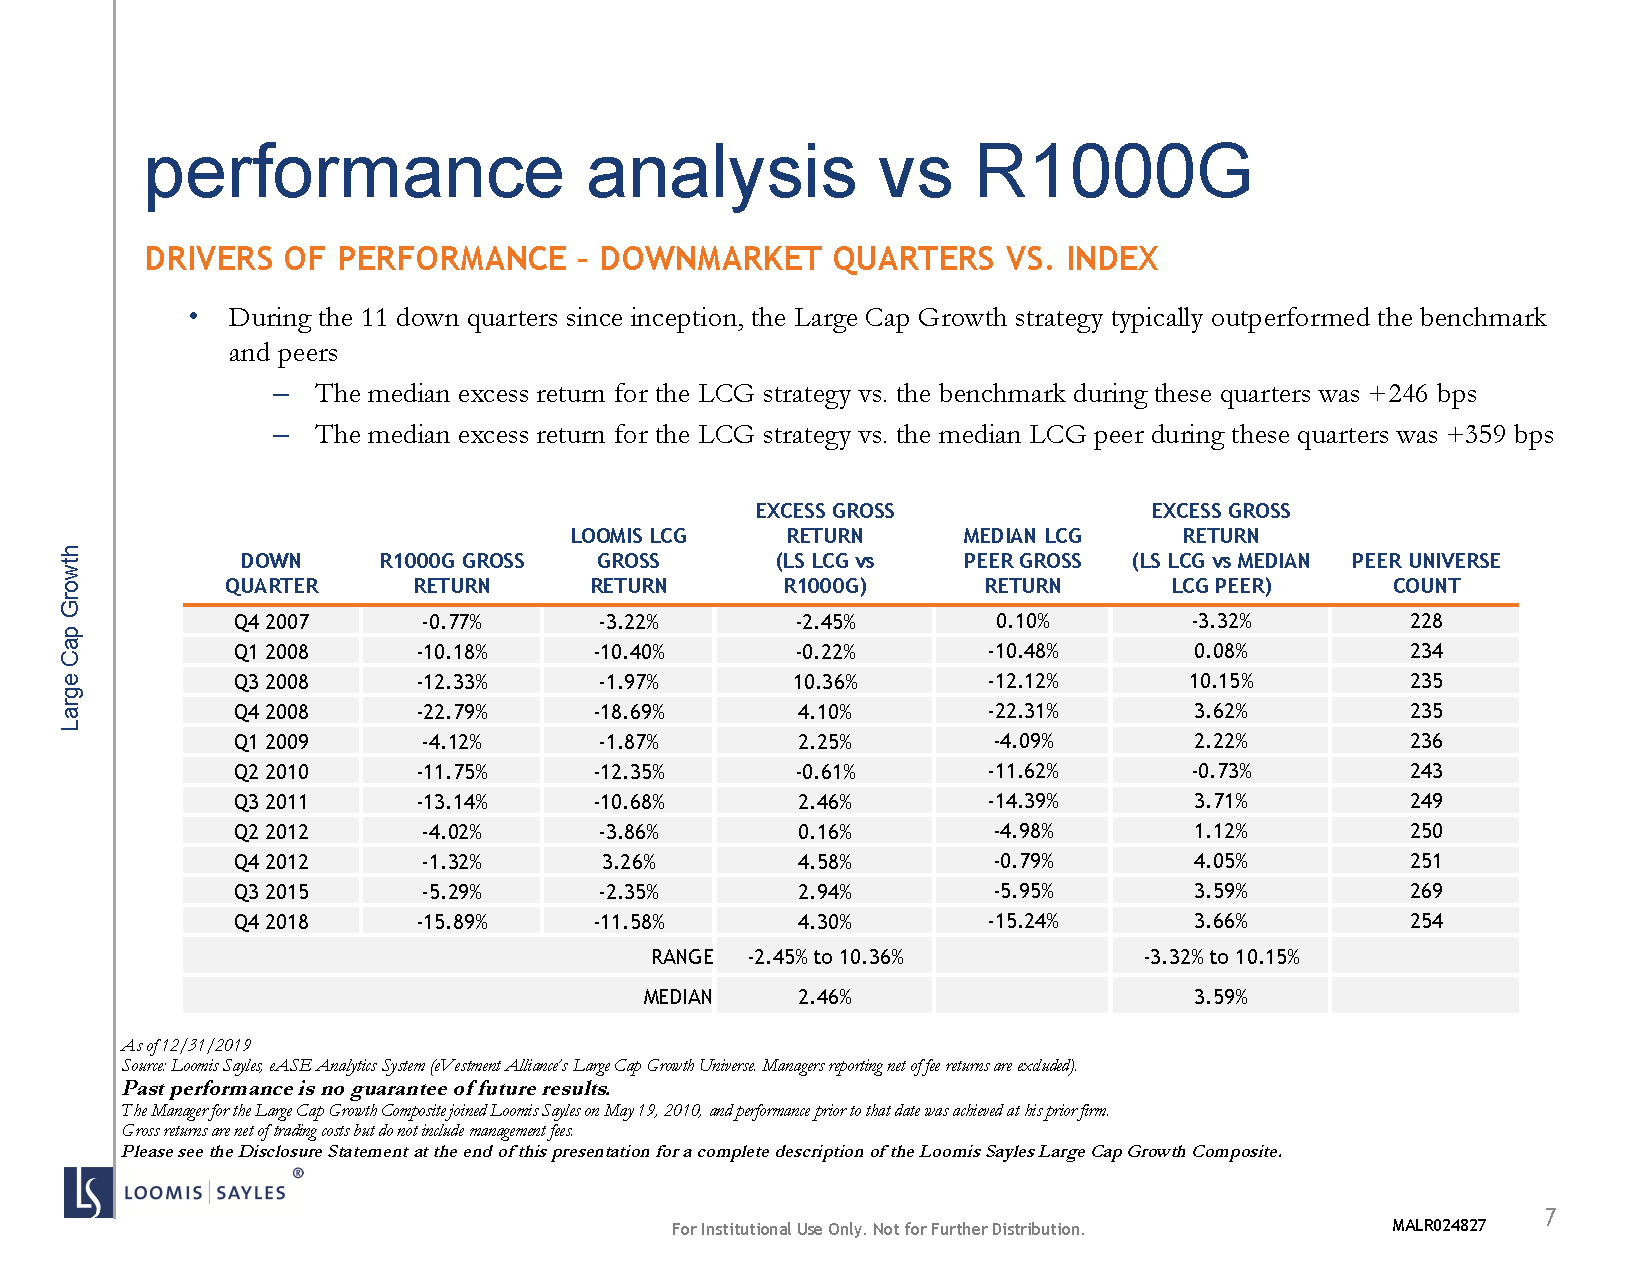 performance analysis vs R1000G
DRIVERS OF PERFORMANCE – DOWNMARKET QUARTERS VS. INDEX
• During the 11 down quarters since inception, the Large Cap Growth strategy typically outperformed the benchmark
and peers
– The median excess return for the LCG strategy vs. the benchmark during these quarters was +246 bps
– The median excess return for the LCG strategy vs. the median LCG peer during these quarters was +359 bps
EXCESS GROSS EXCESS GROSS
LOOMIS LCG RETURN MEDIAN LCG RETURN
DOWN R1000G GROSS GROSS (LS LCG vs PEER GROSS (LS LCG vs MEDIAN PEER UNIVERSE
QUARTER RETURN RETURN R1000G) RETURN LCG PEER) COUNT
Q4 2007 -0.77% -3.22% -2.45% 0.10% -3.32% 228
Q1 2008 -10.18% -10.40% -0.22% -10.48% 0.08% 234
Q3 2008 -12.33% -1.97% 10.36% -12.12% 10.15% 235
Q4 2008 -22.79% -18.69% 4.10% -22.31% 3.62% 235
Q1 2009 -4.12% -1.87% 2.25% -4.09% 2.22% 236
Q2 2010 -11.75% -12.35% -0.61% -11.62% -0.73% 243
Q3 2011 -13.14% -10.68% 2.46% -14.39% 3.71% 249
Q2 2012 -4.02% -3.86% 0.16% -4.98% 1.12% 250
Q4 2012 -1.32% 3.26% 4.58% -0.79% 4.05% 251
Q3 2015 -5.29% -2.35% 2.94% -5.95% 3.59% 269
Q4 2018 -15.89% -11.58% 4.30% -15.24% 3.66% 254
RANGE -2.45% to 10.36% -3.32% to 10.15%
MEDIAN 2.46% 3.59%
Large Cap Growth
As of 12/31/2019
Source: Loomis Sayles, eASE Analytics System (eVestment Alliance's Large Cap Growth Universe. Managers reporting net of fee returns are excluded).
Past performance is no guarantee of future results.
The Manager for the Large Cap Growth Composite joined Loomis Sayles on May 19, 2010, and performance prior to that date was achieved at his prior firm.
Gross returns are net of trading costs but do not include management fees.
Please see the Disclosure Statement at the end of this presentation for a complete description of the Loomis Sayles Large Cap Growth Composite.
LS LOOMIS | SAYLES ®
For Institutional Use Only. Not for Further Distribution.
MALR024827
7